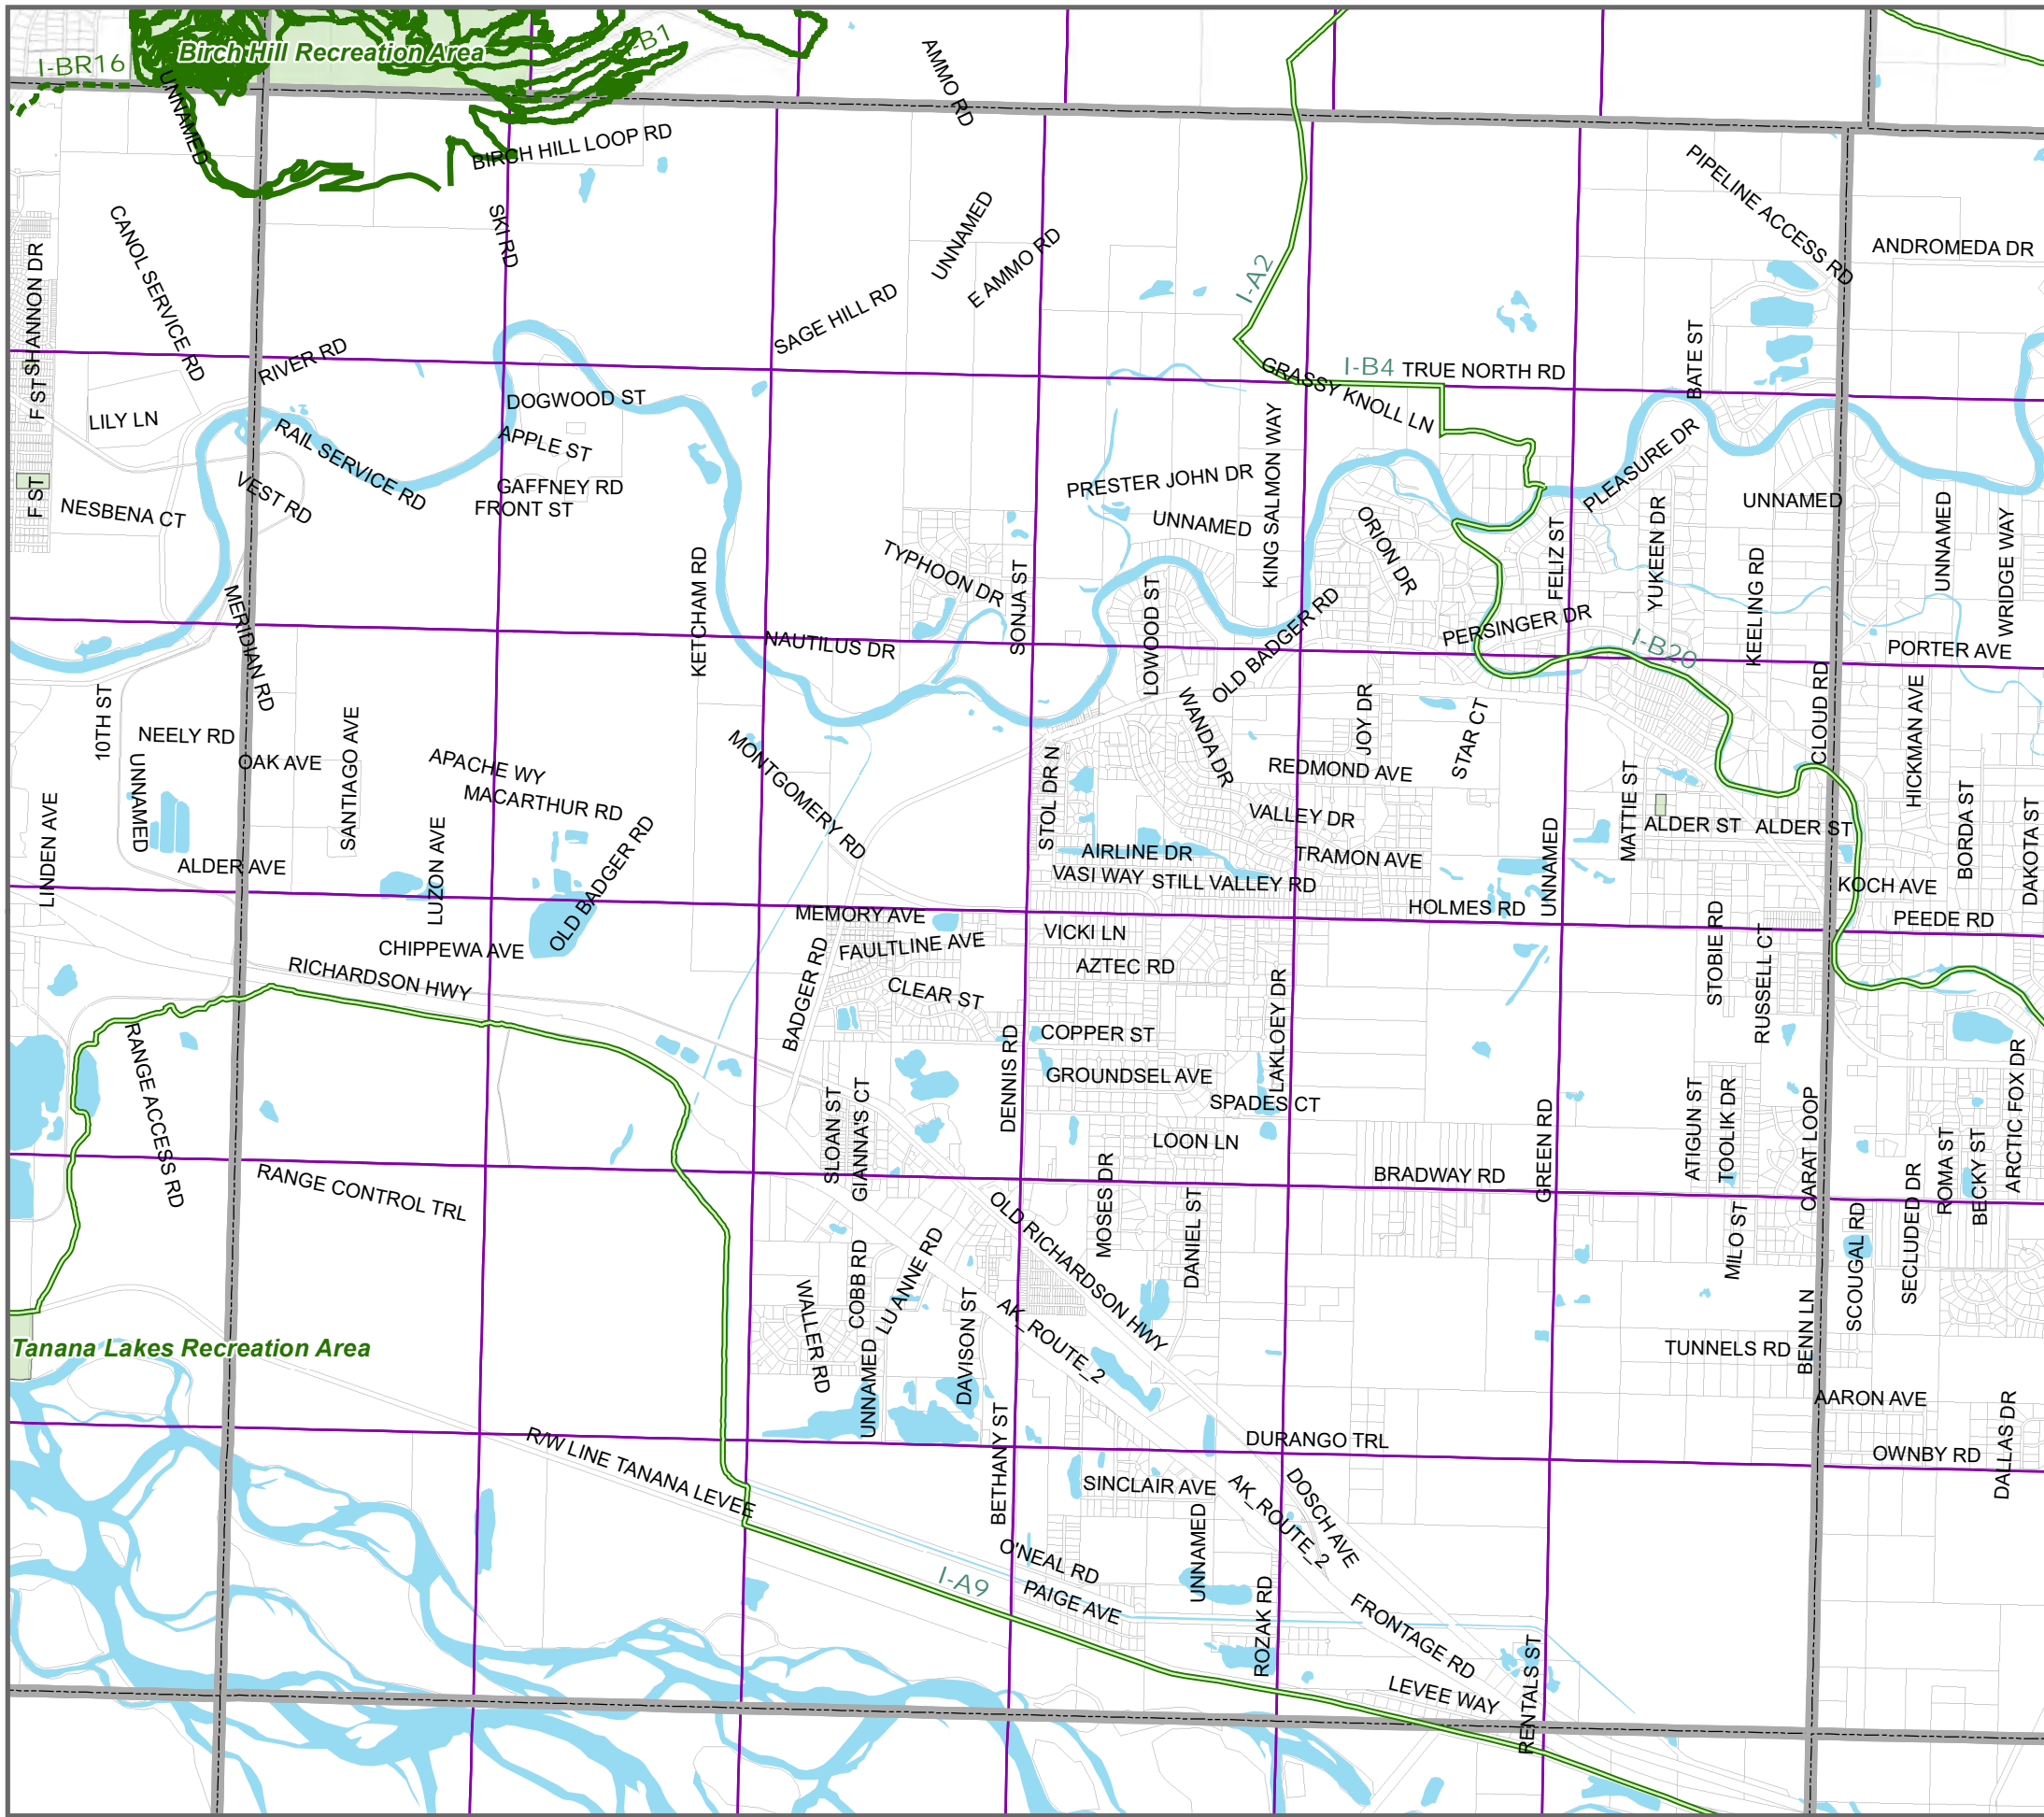 I-BR16
Birch Hill Recreation Area
I-B1
UNNAMED
AMMO RD
BIRCH HILL LOOP RD
PIPELINE ACCESS RD
CANOL SERVICE RD
SKI RD
UNNAMED
E AMMO RD
ANDROMEDA DR
SHANNON DR
I-A2
SAGE HILL RD
RIVER RD
BATE ST
I-B4
TRUE NORTH RD
GRASSY KNOLL LN
F ST
LILY LN
DOGWOOD ST
APPLE ST
RAIL SERVICE RD
KING SALMON WAY
PLEASURE DR
GAFFNEY RD
FRONT ST
VEST RD
F ST
NESBENA CT
PRESTER JOHN DR
UNNAMED
UNNAMED
UNNAMED
ORION DR
FELIZ ST
YUKEEN DR
WRIDGE WAY
TYPHOON DR
KEELING RD
SONJA ST
KETCHAM RD
LOWOOD ST
OLD BADGER RD
PERSINGER DR
MERIDIAN RD
NAUTILUS DR
I-B20
PORTER AVE
10TH ST
CLOUD RD
HICKMAN AVE
WANDA DR
JOY DR
STAR CT
NEELY RD
OAK AVE
SANTIAGO AVE
UNNAMED
APACHE WY
MACARTHUR RD
MONTGOMERY RD
STOL DR N
REDMOND AVE
MATTIE ST
BORDA ST
DAKOTA ST
VALLEY DR
ALDER ST
ALDER ST
LINDEN AVE
LUZON AVE
OLD BADGER RD
AIRLINE DR
TRAMON AVE
UNNAMED
ALDER AVE
VASI WAY
STILL VALLEY RD
KOCH AVE
MEMORY AVE
HOLMES RD
PEEDE RD
CHIPPEWA AVE
FAULTLINE AVE
VICKI LN
STOBIE RD
RUSSELL CT
RICHARDSON HWY
AZTEC RD
BADGER RD
CLEAR ST
LAKLOEY DR
COPPER ST
DENNIS RD
RANGE ACCESS RD
GROUNDSEL AVE
SPADES CT
SLOAN ST
GIANNA'S CT
LOON LN
GREEN RD
ATIGUN ST
TOOLIK DR
CARAT LOOP
ROMA ST
BECKY ST
ARCTIC FOX DR
RANGE CONTROL TRL
BRADWAY RD
MOSES DR
DANIEL ST
OLD RICHARDSON HWY
MILO ST
SCOUGAL RD
SECLUDED DR
COBB RD
LU ANNE RD
WALLER RD
DAVISON ST
AK_ROUTE_2
Tanana Lakes Recreation Area
TUNNELS RD
BENN LN
UNNAMED
AARON AVE
DALLAS DR
R/W LINE TANANA LEVEE
BETHANY ST
DURANGO TRL
OWNBY RD
SINCLAIR AVE
AK_ROUTE_2
DOSCH AVE
UNNAMED
O'NEAL RD
I-A9
PAIGE AVE
ROZAK RD
FRONTAGE RD
LEVEE WAY
RENTALS ST